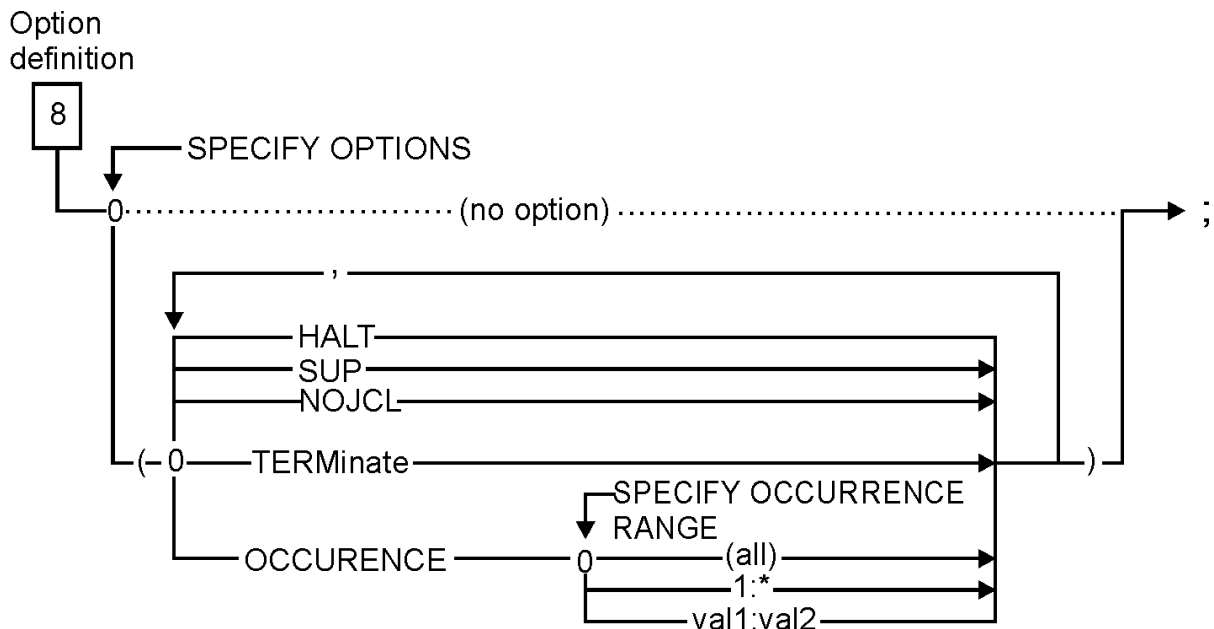 Option
definition
8
SPECIFY OPTIONS
0 (no option) ;
,
HALT
SUP
NOJCL
( 0 TERMinate )
SPECIFY OCCURRENCE
RANGE
OCCURENCE 0 (all)
1:*
val1:val2